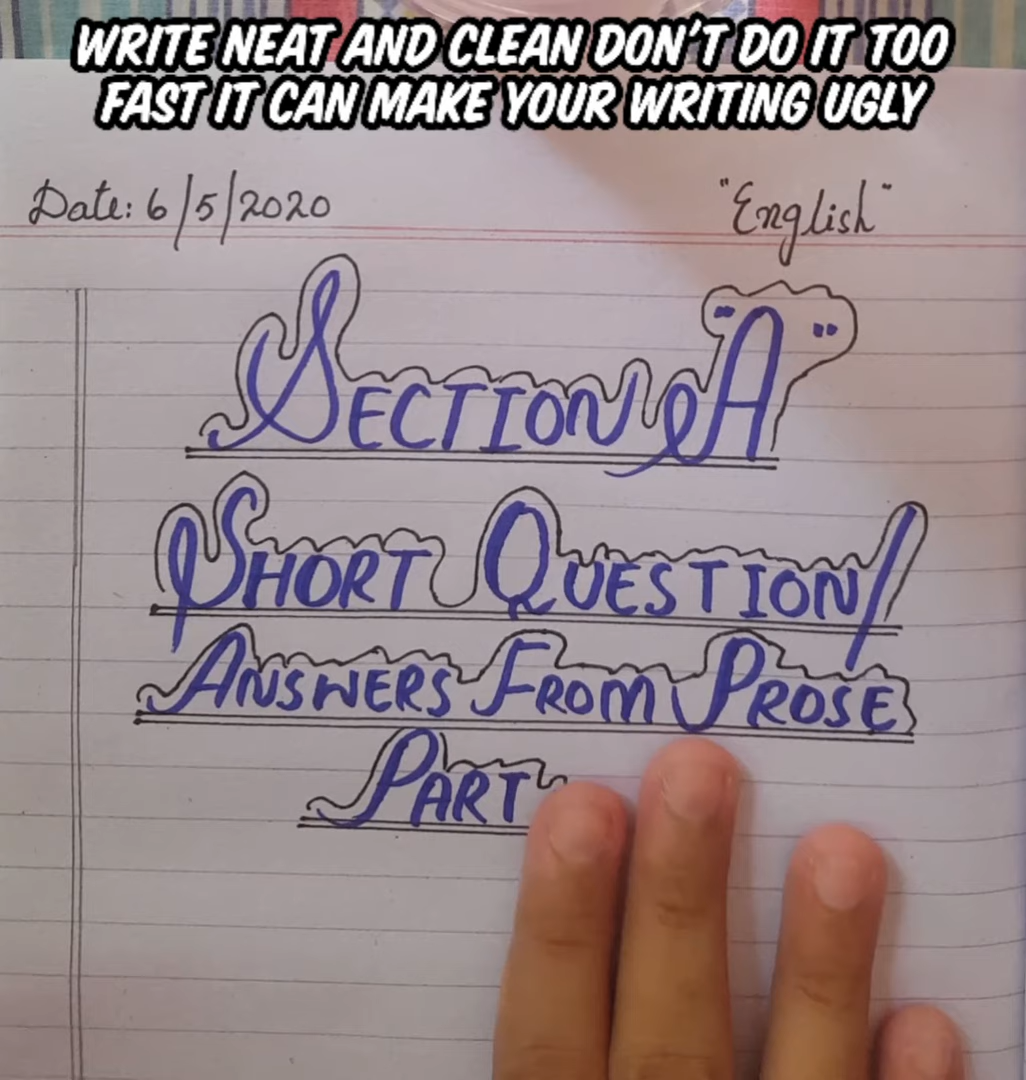 WRITE NEAT AND CLEAN DON'T DO IT TOO
FAST IT CAN MAKE YOUR WRITING UGLY
Date: 6/5/2020 "English"
SECTION "A"
SHORT QUESTION/
ANSWERS FROM PROSE
PART